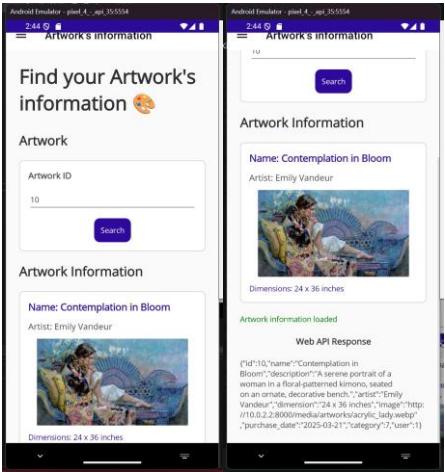 Android Emulator - pixel_4_-_api_35:5554
2:44
Artwork's information
Find your Artwork's
information 🎨
Artwork
Artwork ID
10
Search
Artwork Information
Name: Contemplation in Bloom
Artist: Emily Vandeur
Dimensions: 24 x 36 inches
Android Emulator - pixel_4_-_api_35:5554
2:44
Artwork's information
10
Search
Artwork Information
Name: Contemplation in Bloom
Artist: Emily Vandeur
Dimensions: 24 x 36 inches
Artwork information loaded
Web API Response
{"id":10,"name":"Contemplation in
Bloom","description":"A serene portrait of a
woman in a floral-patterned kimono, seated
on an ornate, decorative bench.","artist":"Emily
Vandeur","dimension":"24 x 36 inches","image":"http:
//10.0.2.2:8000/media/artworks/acrylic_lady.webp"
,"purchase_date":"2025-03-21","category":7,"user":1}